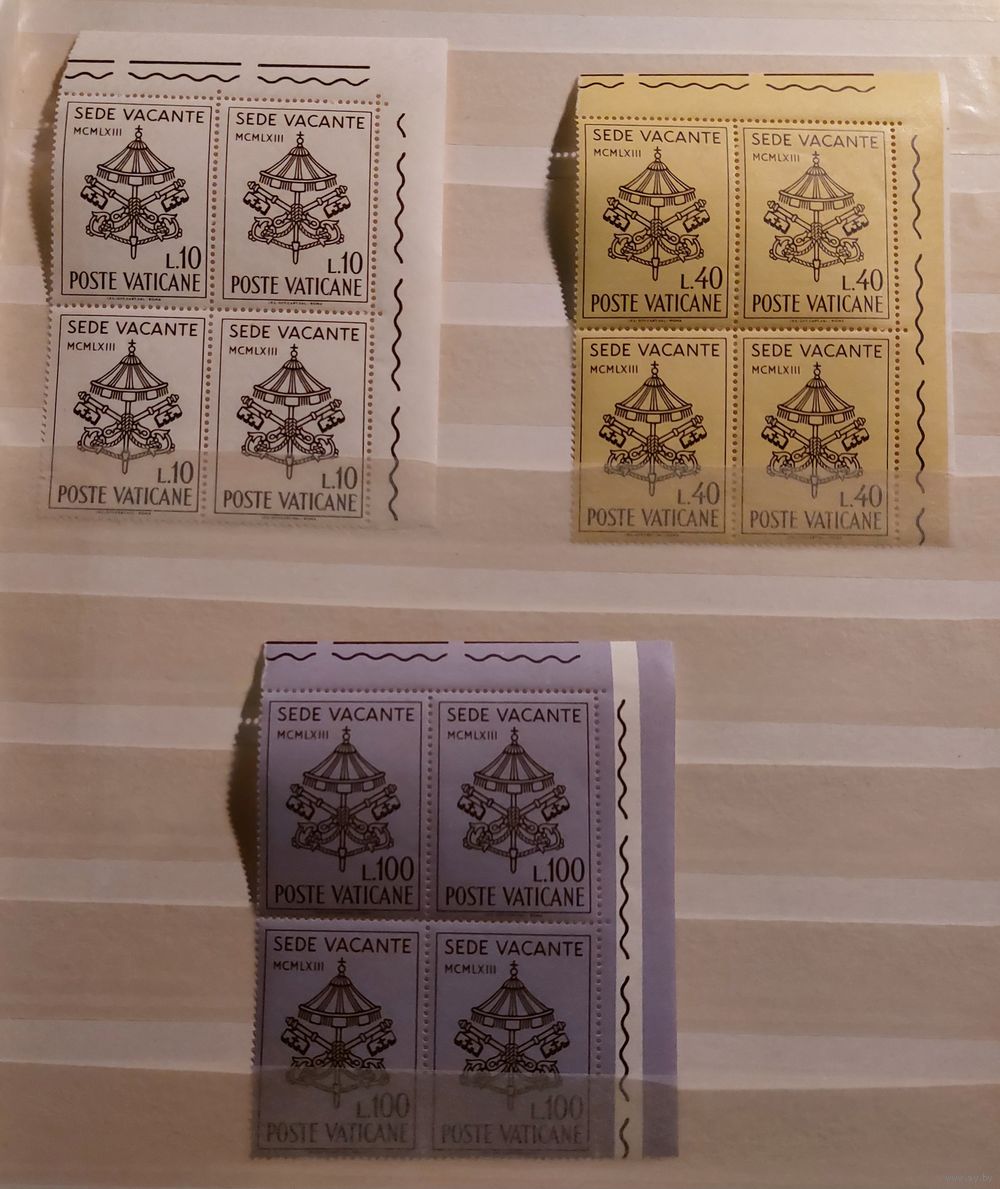 SEDE VACANTE
MCMLXIII
L.10
POSTE VATICANE
SEDE VACANTE
MCMLXIII
L.10
POSTE VATICANE
SEDE VACANTE
MCMLXIII
L.10
POSTE VATICANE
SEDE VACANTE
MCMLXIII
L.10
POSTE VATICANE
SEDE VACANTE
MCMLXIII
L.40
POSTE VATICANE
SEDE VACANTE
MCMLXIII
L.40
POSTE VATICANE
SEDE VACANTE
MCMLXIII
L.40
POSTE VATICANE
SEDE VACANTE
MCMLXIII
L.40
POSTE VATICANE
SEDE VACANTE
MCMLXIII
L.100
POSTE VATICANE
SEDE VACANTE
MCMLXIII
L.100
POSTE VATICANE
SEDE VACANTE
MCMLXIII
L.100
POSTE VATICANE
SEDE VACANTE
MCMLXIII
L.100
POSTE VATICANE